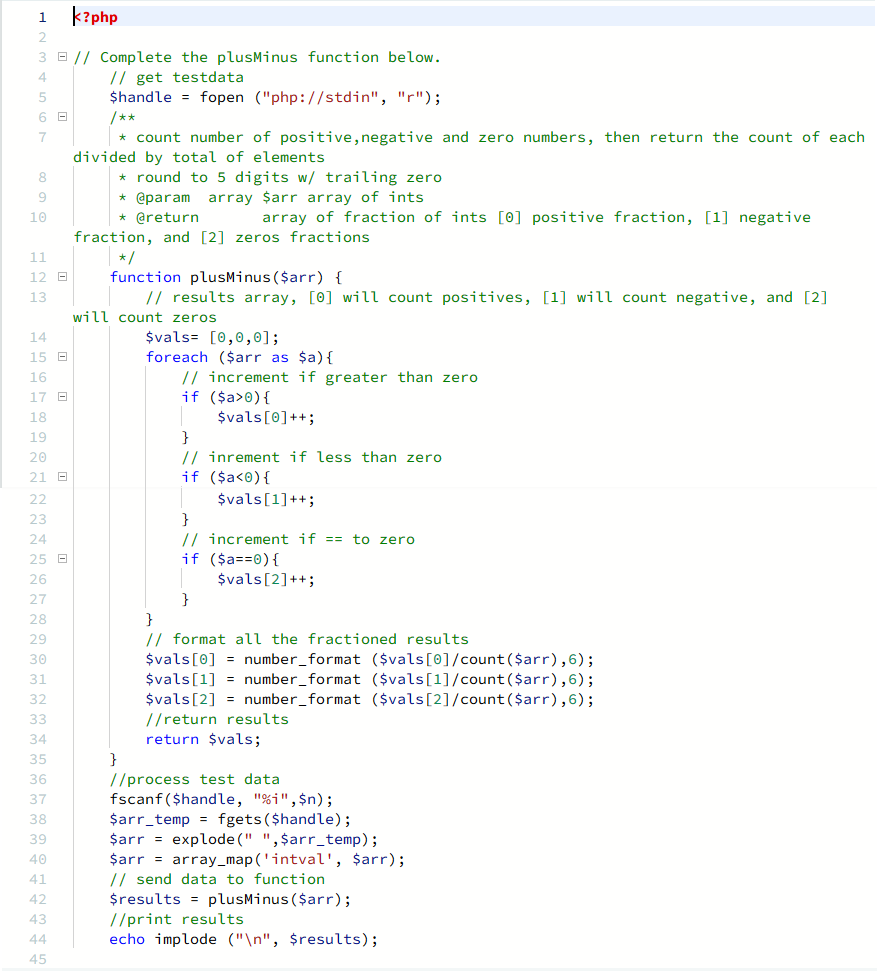 1 <?php
2
3 // Complete the plusMinus function below.
4 // get testdata
5 $handle = fopen ("php://stdin", "r");
6 /**
7 * count number of positive,negative and zero numbers, then return the count of each
divided by total of elements
8 * round to 5 digits w/ trailing zero
9 * @param  array $arr array of ints
10 * @return       array of fraction of ints [0] positive fraction, [1] negative
fraction, and [2] zeros fractions
11 */
12 function plusMinus($arr) {
13 // results array, [0] will count positives, [1] will count negative, and [2]
will count zeros
14 $vals= [0,0,0];
15 foreach ($arr as $a){
16 // increment if greater than zero
17 if ($a>0){
18 $vals[0]++;
19 }
20 // inrement if less than zero
21 if ($a<0){
22 $vals[1]++;
23 }
24 // increment if == to zero
25 if ($a==0){
26 $vals[2]++;
27 }
28 }
29 // format all the fractioned results
30 $vals[0] = number_format ($vals[0]/count($arr),6);
31 $vals[1] = number_format ($vals[1]/count($arr),6);
32 $vals[2] = number_format ($vals[2]/count($arr),6);
33 //return results
34 return $vals;
35 }
36 //process test data
37 fscanf($handle, "%i",$n);
38 $arr_temp = fgets($handle);
39 $arr = explode(" ",$arr_temp);
40 $arr = array_map('intval', $arr);
41 // send data to function
42 $results = plusMinus($arr);
43 //print results
44 echo implode ("\n", $results);
45